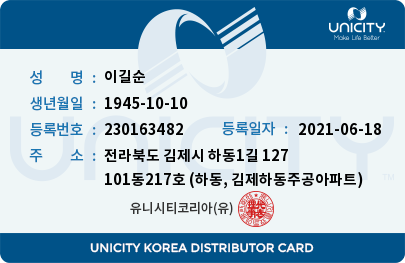 UNICITY
Make Life Better
성 명 : 이길순
생년월일 : 1945-10-10
등록번호 : 230163482 등록일자 : 2021-06-18
주 소 : 전라북도 김제시 하동1길 127
101동217호 (하동, 김제하동주공아파트)
유니시티코리아(유)
UNICITY
UNICITY KOREA DISTRIBUTOR CARD